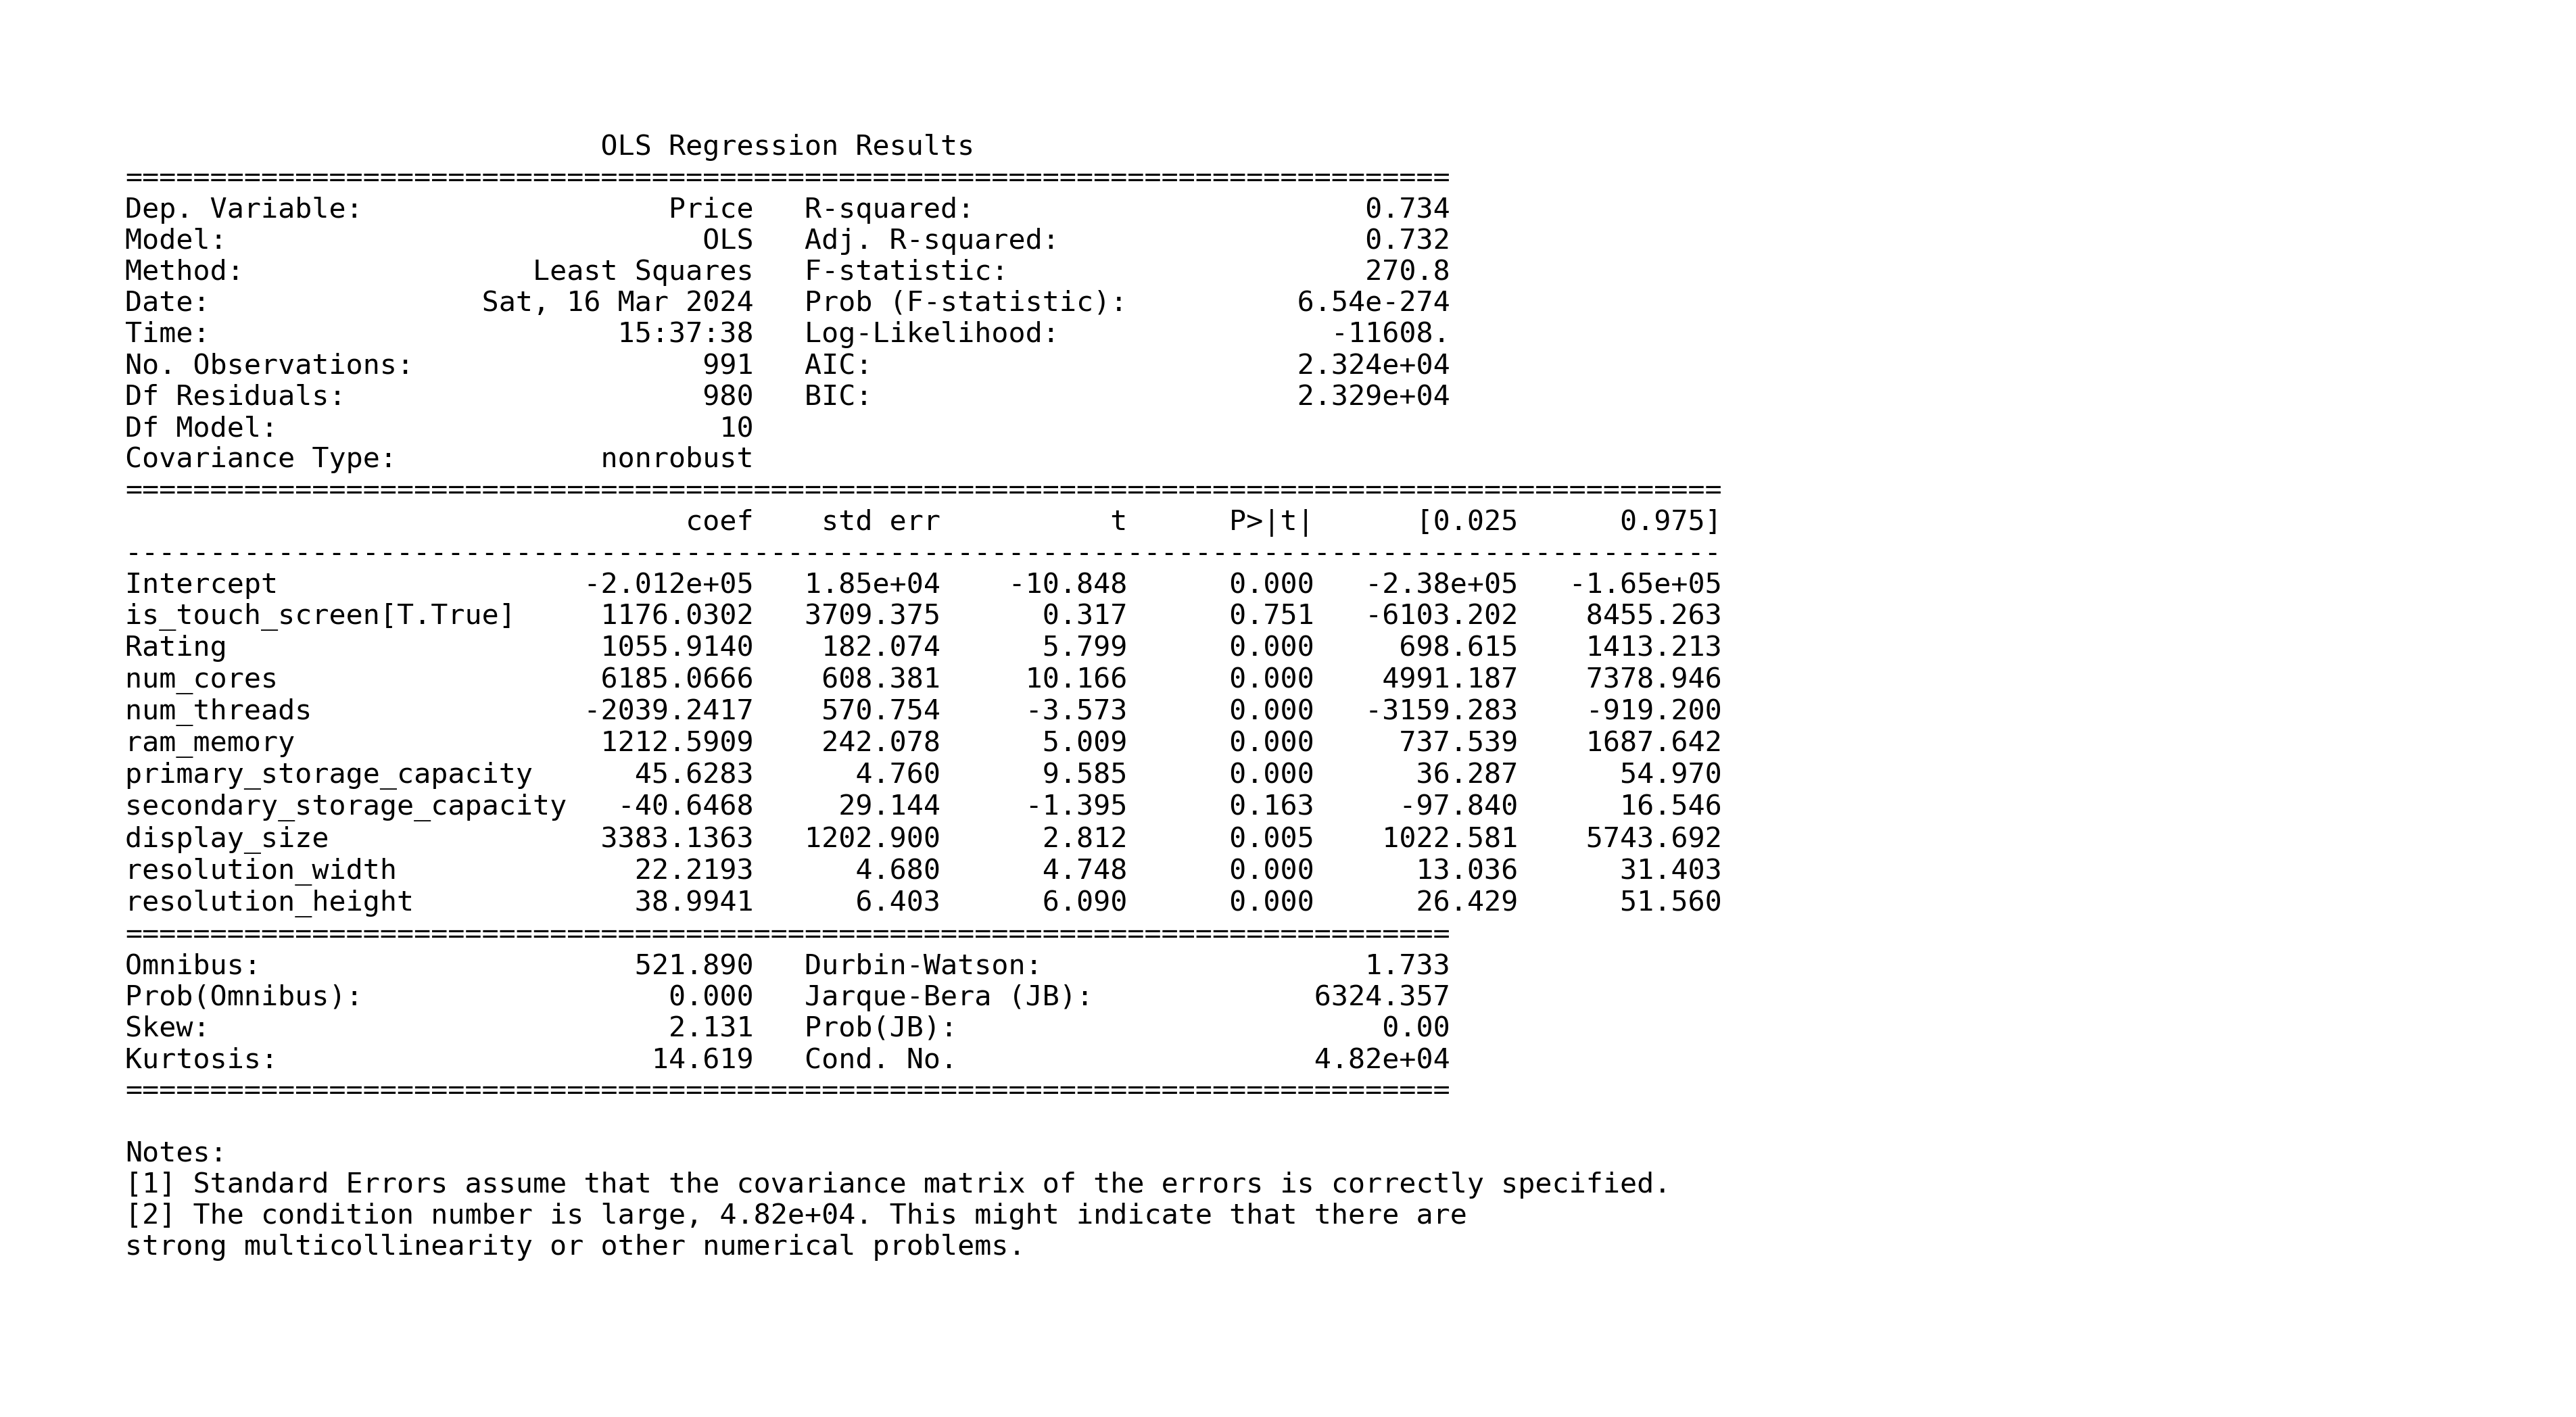 OLS Regression Results
==============================================================================
Dep. Variable:                  Price   R-squared:                       0.734
Model:                            OLS   Adj. R-squared:                  0.732
Method:                 Least Squares   F-statistic:                     270.8
Date:                Sat, 16 Mar 2024   Prob (F-statistic):          6.54e-274
Time:                        15:37:38   Log-Likelihood:                -11608.
No. Observations:                 991   AIC:                         2.324e+04
Df Residuals:                     980   BIC:                         2.329e+04
Df Model:                          10
Covariance Type:            nonrobust
==============================================================================================
                                 coef    std err          t      P>|t|      [0.025      0.975]
----------------------------------------------------------------------------------------------
Intercept                  -2.012e+05   1.85e+04    -10.848      0.000   -2.38e+05   -1.65e+05
is_touch_screen[T.True]     1176.0302   3709.375      0.317      0.751   -6103.202    8455.263
Rating                      1055.9140    182.074      5.799      0.000     698.615    1413.213
num_cores                   6185.0666    608.381     10.166      0.000    4991.187    7378.946
num_threads                -2039.2417    570.754     -3.573      0.000   -3159.283    -919.200
ram_memory                  1212.5909    242.078      5.009      0.000     737.539    1687.642
primary_storage_capacity      45.6283      4.760      9.585      0.000      36.287      54.970
secondary_storage_capacity   -40.6468     29.144     -1.395      0.163     -97.840      16.546
display_size                3383.1363   1202.900      2.812      0.005    1022.581    5743.692
resolution_width              22.2193      4.680      4.748      0.000      13.036      31.403
resolution_height             38.9941      6.403      6.090      0.000      26.429      51.560
==============================================================================
Omnibus:                      521.890   Durbin-Watson:                   1.733
Prob(Omnibus):                  0.000   Jarque-Bera (JB):             6324.357
Skew:                           2.131   Prob(JB):                         0.00
Kurtosis:                      14.619   Cond. No.                     4.82e+04
==============================================================================
Notes:
[1] Standard Errors assume that the covariance matrix of the errors is correctly specified.
[2] The condition number is large, 4.82e+04. This might indicate that there are
strong multicollinearity or other numerical problems.